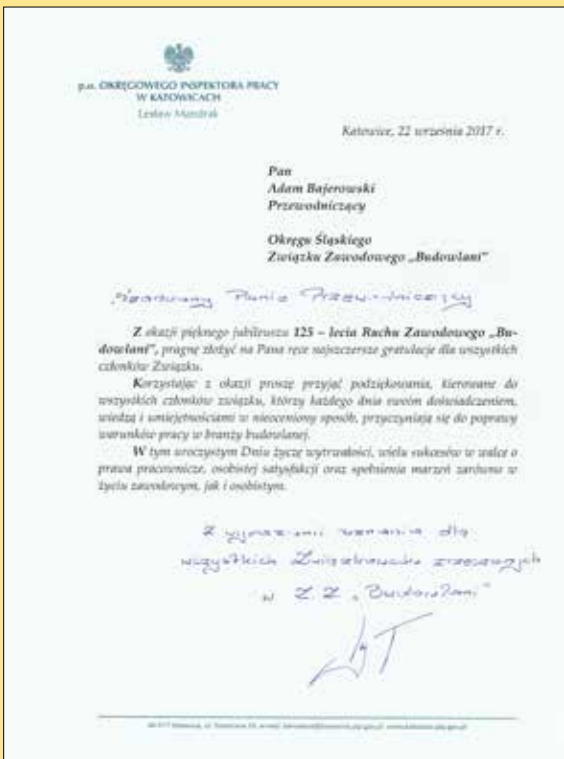 p.o. OKRĘGOWEGO INSPEKTORA PRACY
W KATOWICACH
Lesław Mandrak
Katowice, 22 września 2017 r.
Pan
Adam Bajerowski
Przewodniczący
Okręgu Śląskiego
Związku Zawodowego „Budowlani”
Szanowny Panie Przewodniczący
Z okazji pięknego jubileuszu 125 – lecia Ruchu Zawodowego „Bu-
dowlani”, pragnę złożyć na Pana ręce najszczersze gratulacje dla wszystkich
członków Związku.
Korzystając z okazji proszę przyjąć podziękowania, kierowane do
wszystkich członków związku, którzy każdego dnia swoim doświadczeniem,
wiedzą i umiejętnościami w nieoceniony sposób, przyczyniają się do poprawy
warunków pracy w branży budowlanej.
W tym uroczystym Dniu życzę wytrwałości, wielu sukcesów w walce o
prawa pracownicze, osobistej satysfakcji oraz spełnienia marzeń zarówno w
życiu zawodowym, jak i osobistym.
Z wyrazami uznania dla
wszystkich Związkowców zrzeszonych
w Z.Z. „Budowlani”